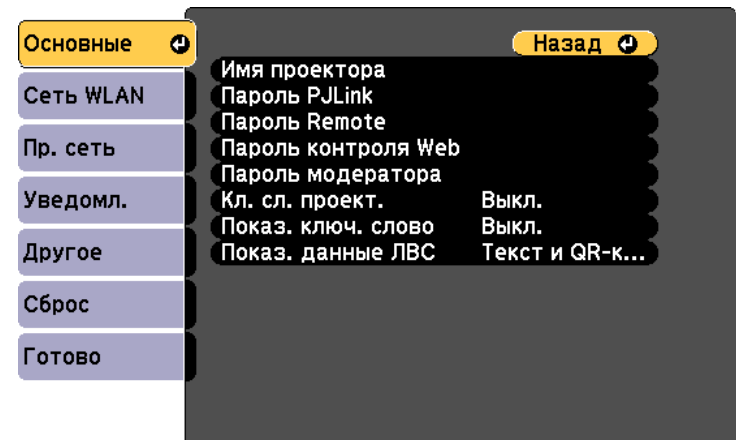 Основные
Сеть WLAN
Пр. сеть
Уведомл.
Другое
Сброс
Готово
Назад
Имя проектора
Пароль PJLink
Пароль Remote
Пароль контроля Web
Пароль модератора
Кл. сл. проект. Выкл.
Показ. ключ. слово Выкл.
Показ. данные ЛВС Текст и QR-к...